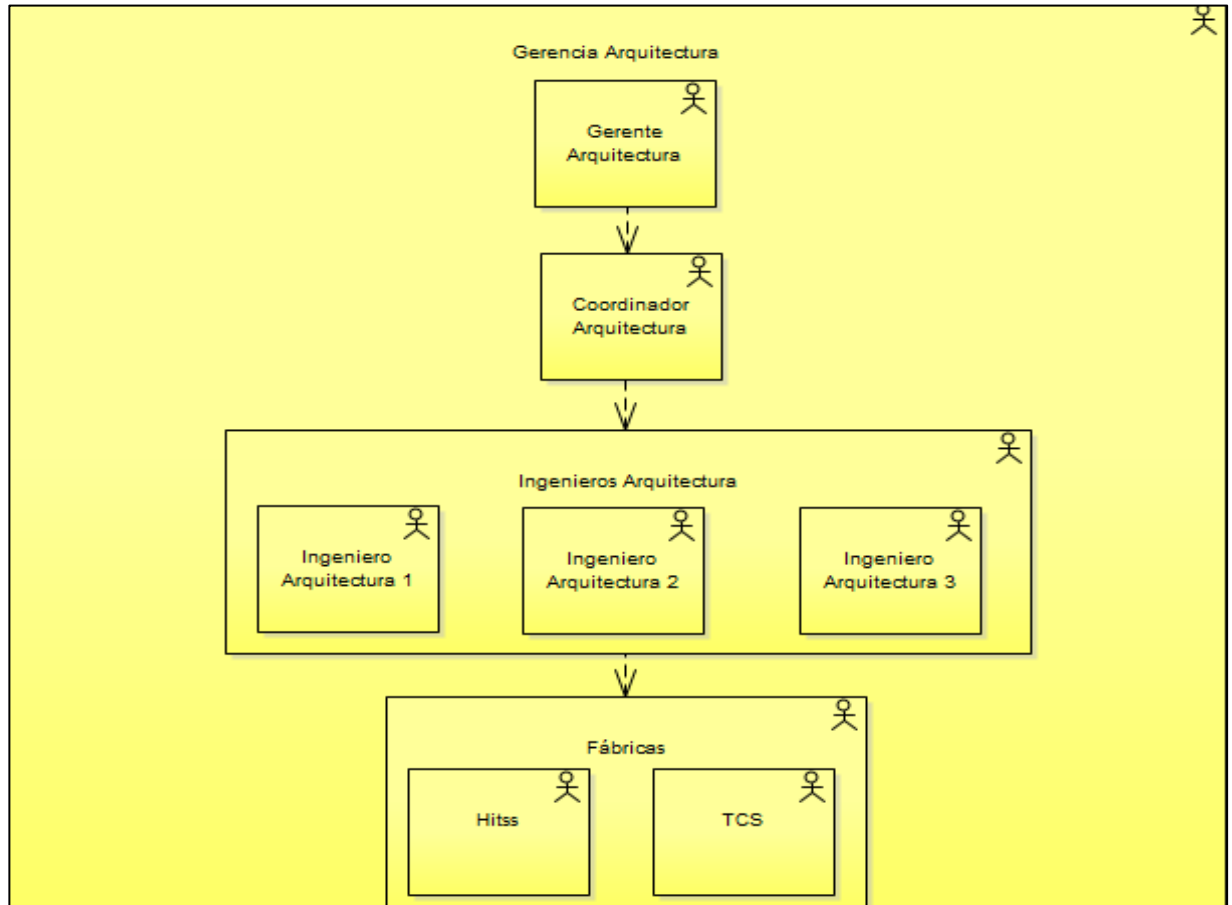 Gerencia Arquitectura
Gerente
Arquitectura
Coordinador
Arquitectura
Ingenieros Arquitectura
Ingeniero
Arquitectura 1
Ingeniero
Arquitectura 2
Ingeniero
Arquitectura 3
Fábricas
Hitss
TCS